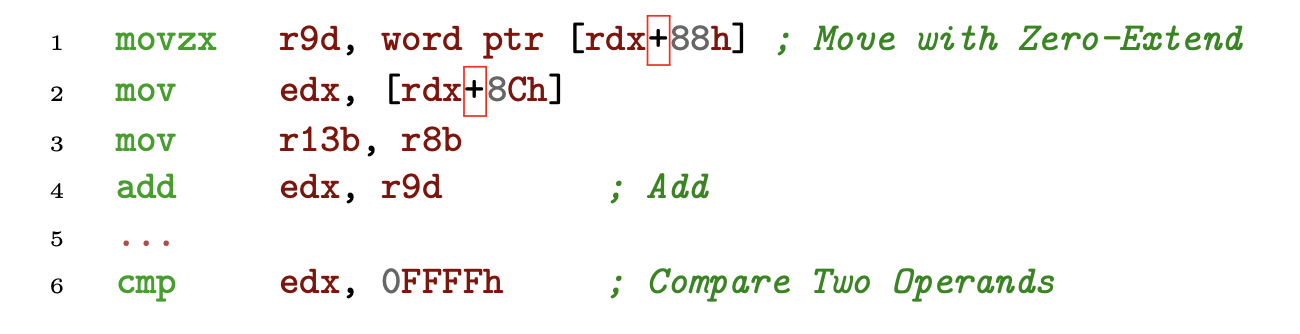 1 movzx r9d, word ptr [rdx+88h] ; Move with Zero-Extend
2 mov edx, [rdx+8Ch]
3 mov r13b, r8b
4 add edx, r9d ; Add
5 ...
6 cmp edx, 0FFFFh ; Compare Two Operands